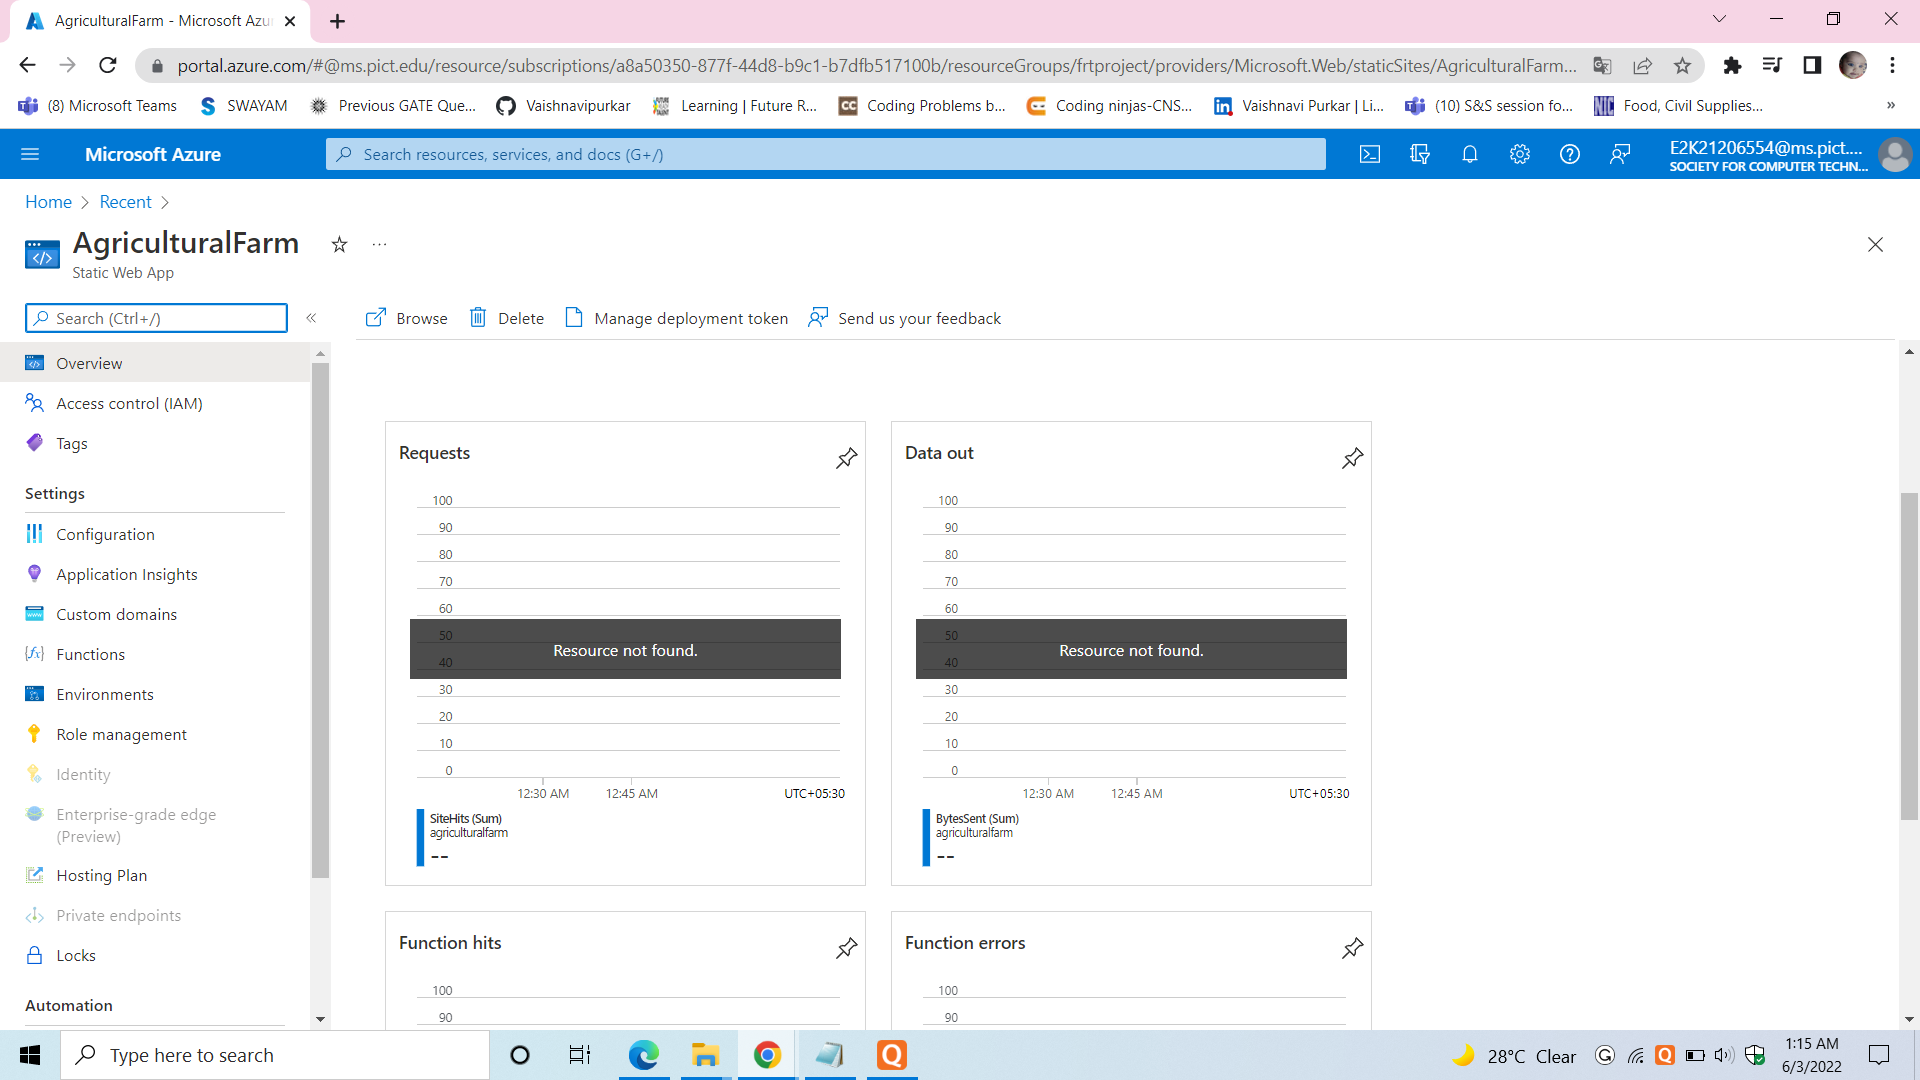 AgriculturalFarm - Microsoft Azu
portal.azure.com/#@ms.pict.edu/resource/subscriptions/a8a50350-877f-44d8-b9c1-b7dfb517100b/resourceGroups/frtproject/providers/Microsoft.Web/staticSites/AgriculturalFarm...
(8) Microsoft Teams
SWAYAM
Previous GATE Que...
Vaishnavipurkar
Learning | Future R...
Coding Problems b...
Coding ninjas-CNS...
Vaishnavi Purkar | Li...
(10) S&S session fo...
Food, Civil Supplies...
»
Microsoft Azure
Search resources, services, and docs (G+/)
E2K21206554@ms.pict....
SOCIETY FOR COMPUTER TECHN...
Home > Recent >
AgriculturalFarm
...
Static Web App
Search (Ctrl+/)
«
Browse
Delete
Manage deployment token
Send us your feedback
Overview
Access control (IAM)
Tags
Settings
Configuration
Application Insights
Custom domains
Functions
Environments
Role management
Identity
Enterprise-grade edge
(Preview)
Hosting Plan
Private endpoints
Locks
Automation
Requests
100
90
80
70
60
50
Resource not found.
40
30
20
10
0
12:30 AM
12:45 AM
UTC+05:30
SiteHits (Sum)
agriculturalfarm
--
Data out
100
90
80
70
60
50
Resource not found.
40
30
20
10
0
12:30 AM
12:45 AM
UTC+05:30
BytesSent (Sum)
agriculturalfarm
--
Function hits
100
90
Function errors
100
90
Type here to search
28°C Clear
1:15 AM
6/3/2022